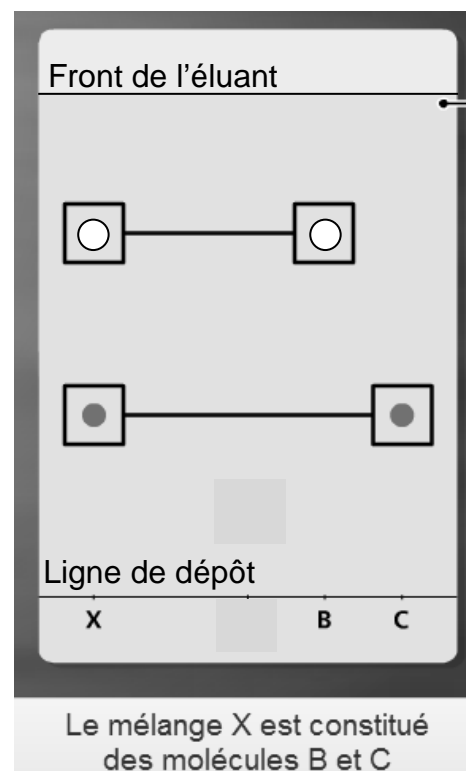 Front de l'éluant
Ligne de dépôt
X B C
Le mélange X est constitué
des molécules B et C